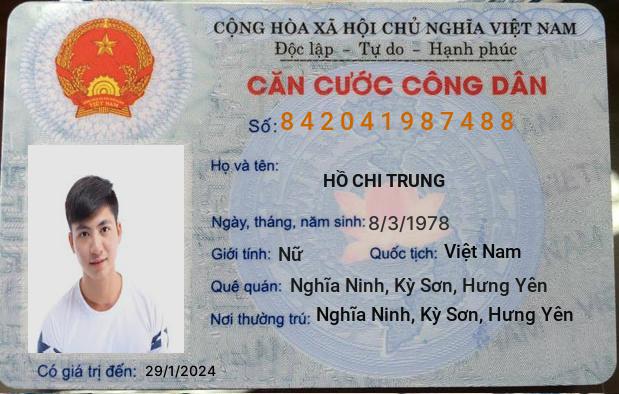 CỘNG HÒA XÃ HỘI CHỦ NGHĨA VIỆT NAM
Độc lập - Tự do - Hạnh phúc
CĂN CƯỚC CÔNG DÂN
Số: 842041987488
Họ và tên:
HỒ CHI TRUNG
Ngày, tháng, năm sinh: 8/3/1978
Giới tính: Nữ Quốc tịch: Việt Nam
Quê quán: Nghĩa Ninh, Kỳ Sơn, Hưng Yên
Nơi thường trú: Nghĩa Ninh, Kỳ Sơn, Hưng Yên
Có giá trị đến: 29/1/2024
VIỆT NAM